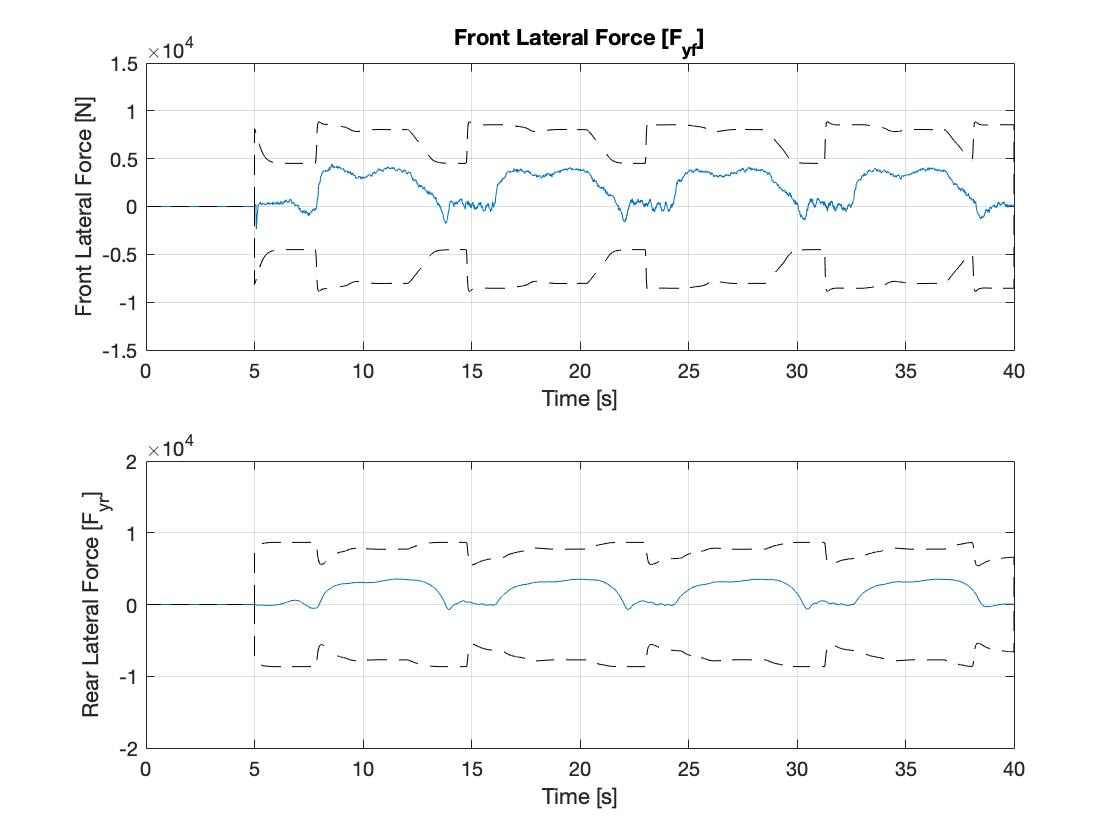 Front Lateral Force [F_yf]
×10^4
Front Lateral Force [N]
1.5
1
0.5
0
-0.5
-1
-1.5
0 5 10 15 20 25 30 35 40
Time [s]
×10^4
Rear Lateral Force [F_yr]
2
1
0
-1
-2
0 5 10 15 20 25 30 35 40
Time [s]